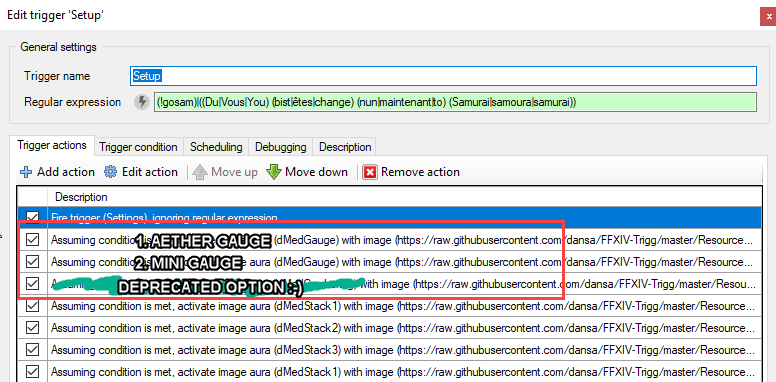 Edit trigger 'Setup'
x
General settings
Trigger name
Setup
Regular expression
(!gosam)|((Du|Vous|You) (bist|êtes|change) (nun|maintenant|to) (Samurai|samouraï|samurai))
Trigger actions Trigger condition Scheduling Debugging Description
Add action Edit action Move up Move down Remove action
Description
Fire trigger (Settings), ignoring regular expression
Assuming condition is 1. AETHER GAUGE aura (dMedGauge) with image (https://raw.githubusercontent.com/dansa/FFXIV-Trigg/master/Resource...
Assuming condition is 2. MINI GAUGE aura (dMedGauge) with image (https://raw.githubusercontent.com/dansa/FFXIV-Trigg/master/Resource...
DEPRECATED OPTION :-) with image (https://raw.githubusercontent.com/dansa/FFXIV-Trigg/master/Resou...
Assuming condition is met, activate image aura (dMedStack1) with image (https://raw.githubusercontent.com/dansa/FFXIV-Trigg/master/Resource...
Assuming condition is met, activate image aura (dMedStack2) with image (https://raw.githubusercontent.com/dansa/FFXIV-Trigg/master/Resource...
Assuming condition is met, activate image aura (dMedStack3) with image (https://raw.githubusercontent.com/dansa/FFXIV-Trigg/master/Resource...
Assuming condition is met, activate image aura (dMedStack1) with image (https://raw.githubusercontent.com/dansa/FFXIV-Trigg/master/Resource...